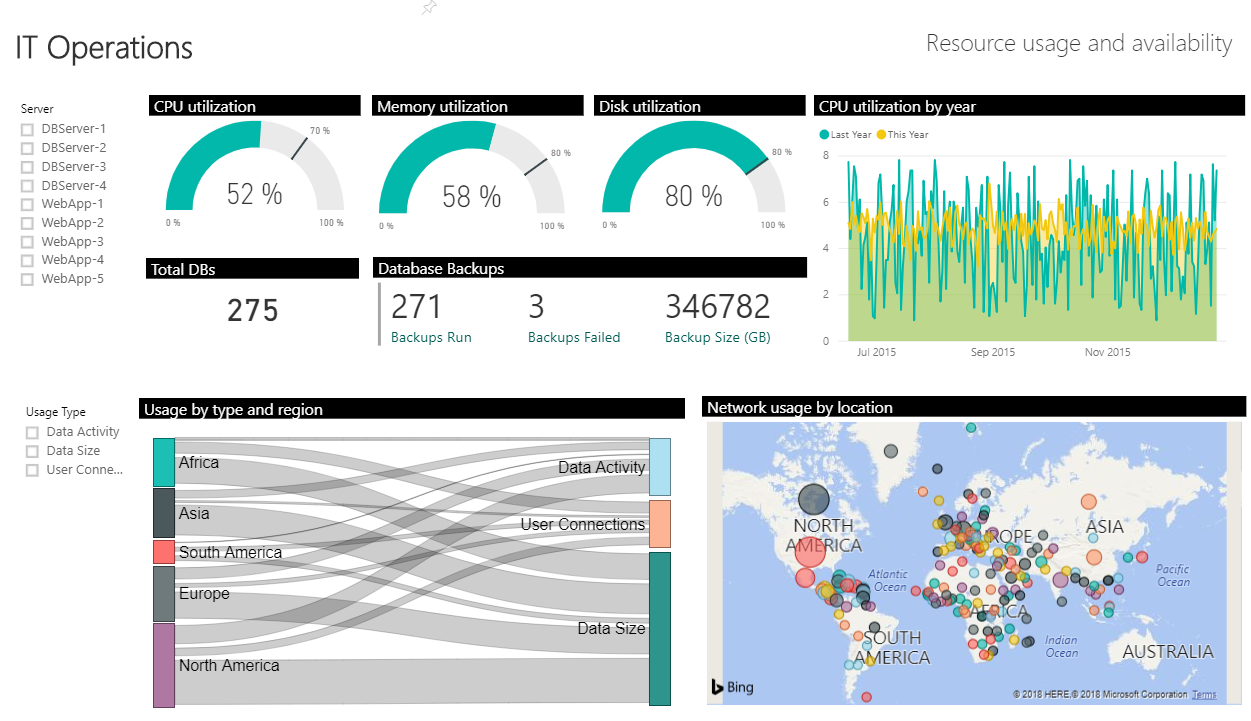 IT Operations
Resource usage and availability
Server
DBServer-1
DBServer-2
DBServer-3
DBServer-4
WebApp-1
WebApp-2
WebApp-3
WebApp-4
WebApp-5
CPU utilization
70 %
52 %
0 %
100 %
Memory utilization
80 %
58 %
0 %
100 %
Disk utilization
80 %
80 %
0 %
100 %
CPU utilization by year
Last Year
This Year
8
6
4
2
0
Jul 2015
Sep 2015
Nov 2015
Total DBs
275
Database Backups
271
3
346782
Backups Run
Backups Failed
Backup Size (GB)
Usage Type
Data Activity
Data Size
User Conne...
Usage by type and region
Africa
Asia
South America
Europe
North America
Data Activity
User Connections
Data Size
Network usage by location
NORTH
AMERICA
ROPE
ASIA
Atlantic
Ocean
Pacific
Ocean
AFRICA
SOUTH
AMERICA
Indian
Ocean
AUSTRALIA
Bing
© 2018 HERE,© 2018 Microsoft Corporation Terms